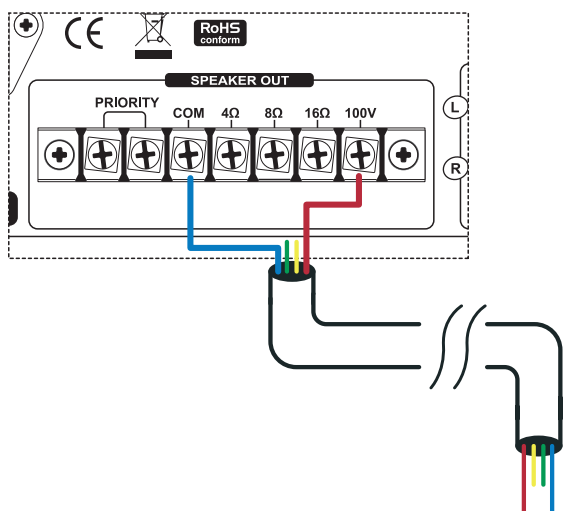 CE
RoHS
conform
SPEAKER OUT
PRIORITY COM 4Ω 8Ω 16Ω 100V
L
R